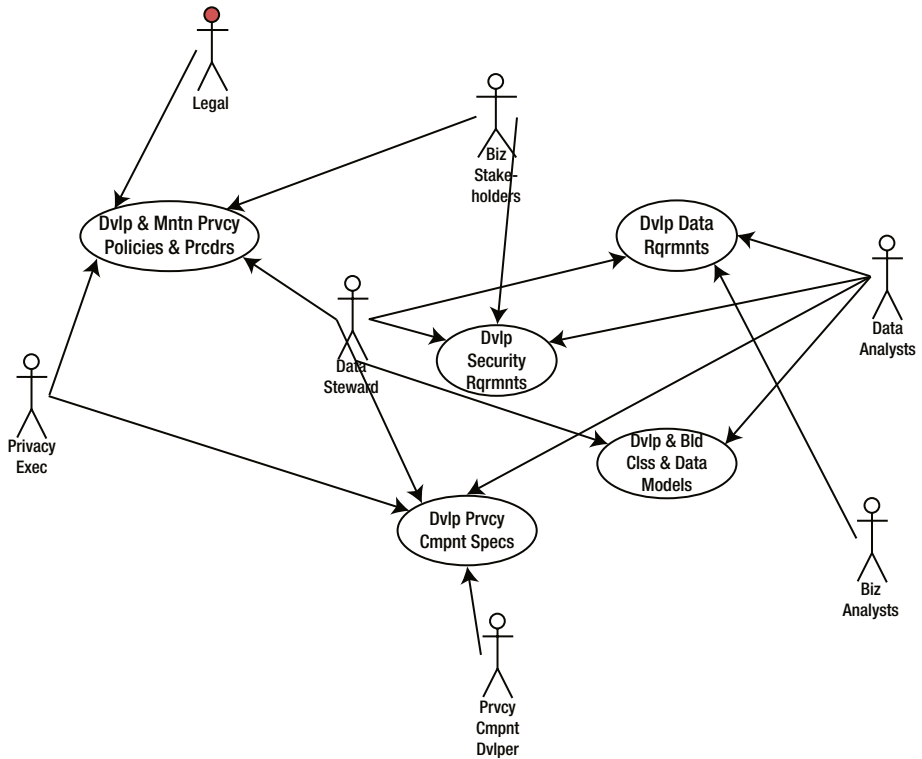 Legal
Biz
Stake-
holders
Dvlp & Mntn Prvcy
Policies & Prcdrs
Dvlp Data
Rqrmnts
Data
Analysts
Dvlp
Security
Rqrmnts
Data
Steward
Privacy
Exec
Dvlp & Bld
Clss & Data
Models
Dvlp Prvcy
Cmpnt Specs
Biz
Analysts
Prvcy
Cmpnt
Dvlper